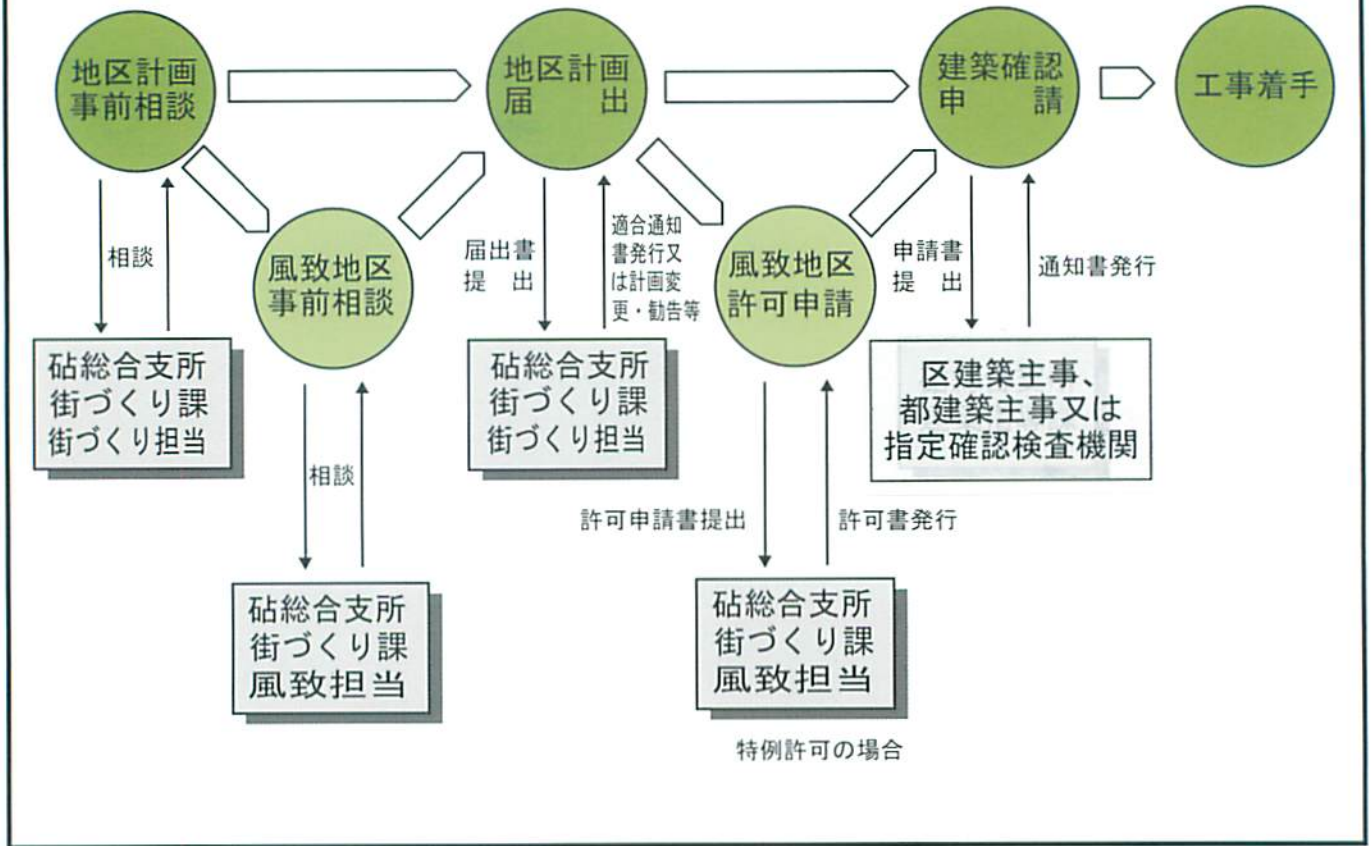 地区計画
事前相談
地区計画
届出
建築確認
申請
工事着手
相談
風致地区
事前相談
届出書
提出
適合通知
書発行又
は計画変
更・勧告等
風致地区
許可申請
申請書
提出
通知書発行
砧総合支所
街づくり課
街づくり担当
砧総合支所
街づくり課
街づくり担当
区建築主事、
都建築主事又は
指定確認検査機関
相談
許可申請書提出
許可書発行
砧総合支所
街づくり課
風致担当
砧総合支所
街づくり課
風致担当
特例許可の場合